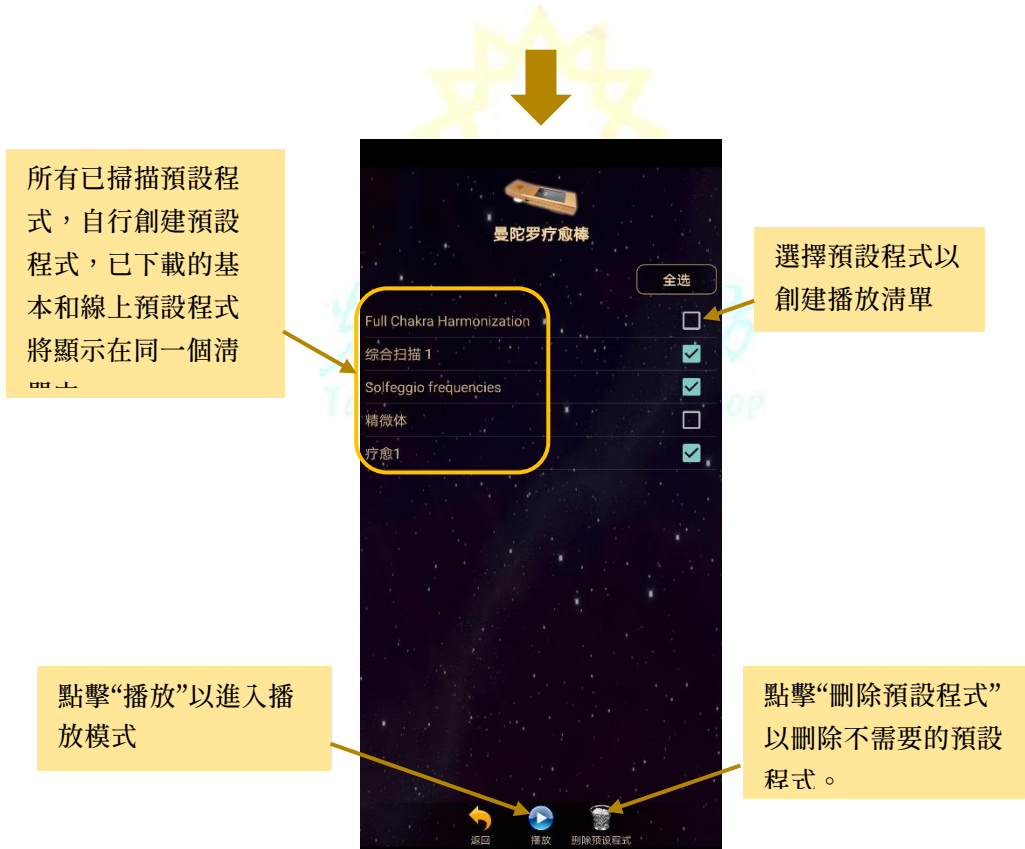 所有已掃描預設程
式，自行創建預設
程式，已下載的基
本和線上預設程式
將顯示在同一個清
曼陀罗疗愈棒
全选
選擇預設程式以
創建播放清單
Full Chakra Harmonization
综合扫描 1
Solfeggio frequencies
精微体
疗愈1
點擊“播放”以進入播
放模式
點擊“刪除預設程式”
以刪除不需要的預設
程式。
返回
播放
删除预设程式